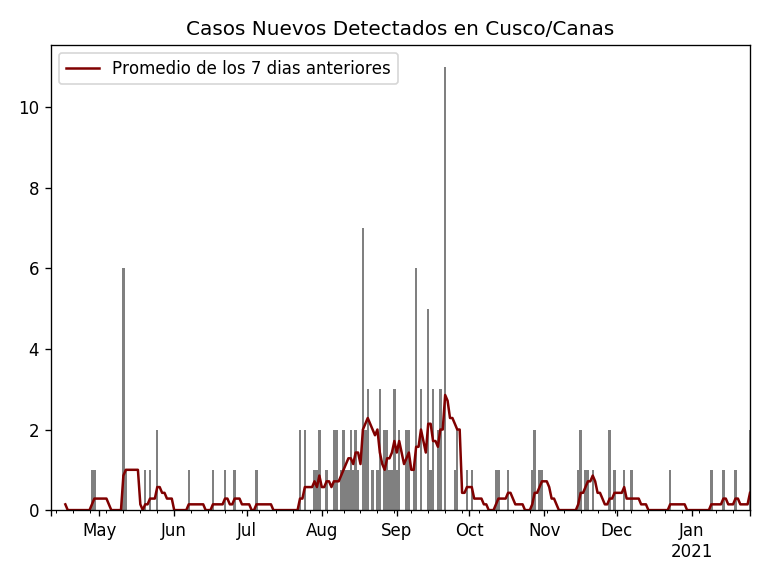 Casos Nuevos Detectados en Cusco/Canas
Promedio de los 7 dias anteriores
10
8
6
4
2
0
May Jun Jul Aug Sep Oct Nov Dec Jan
2021